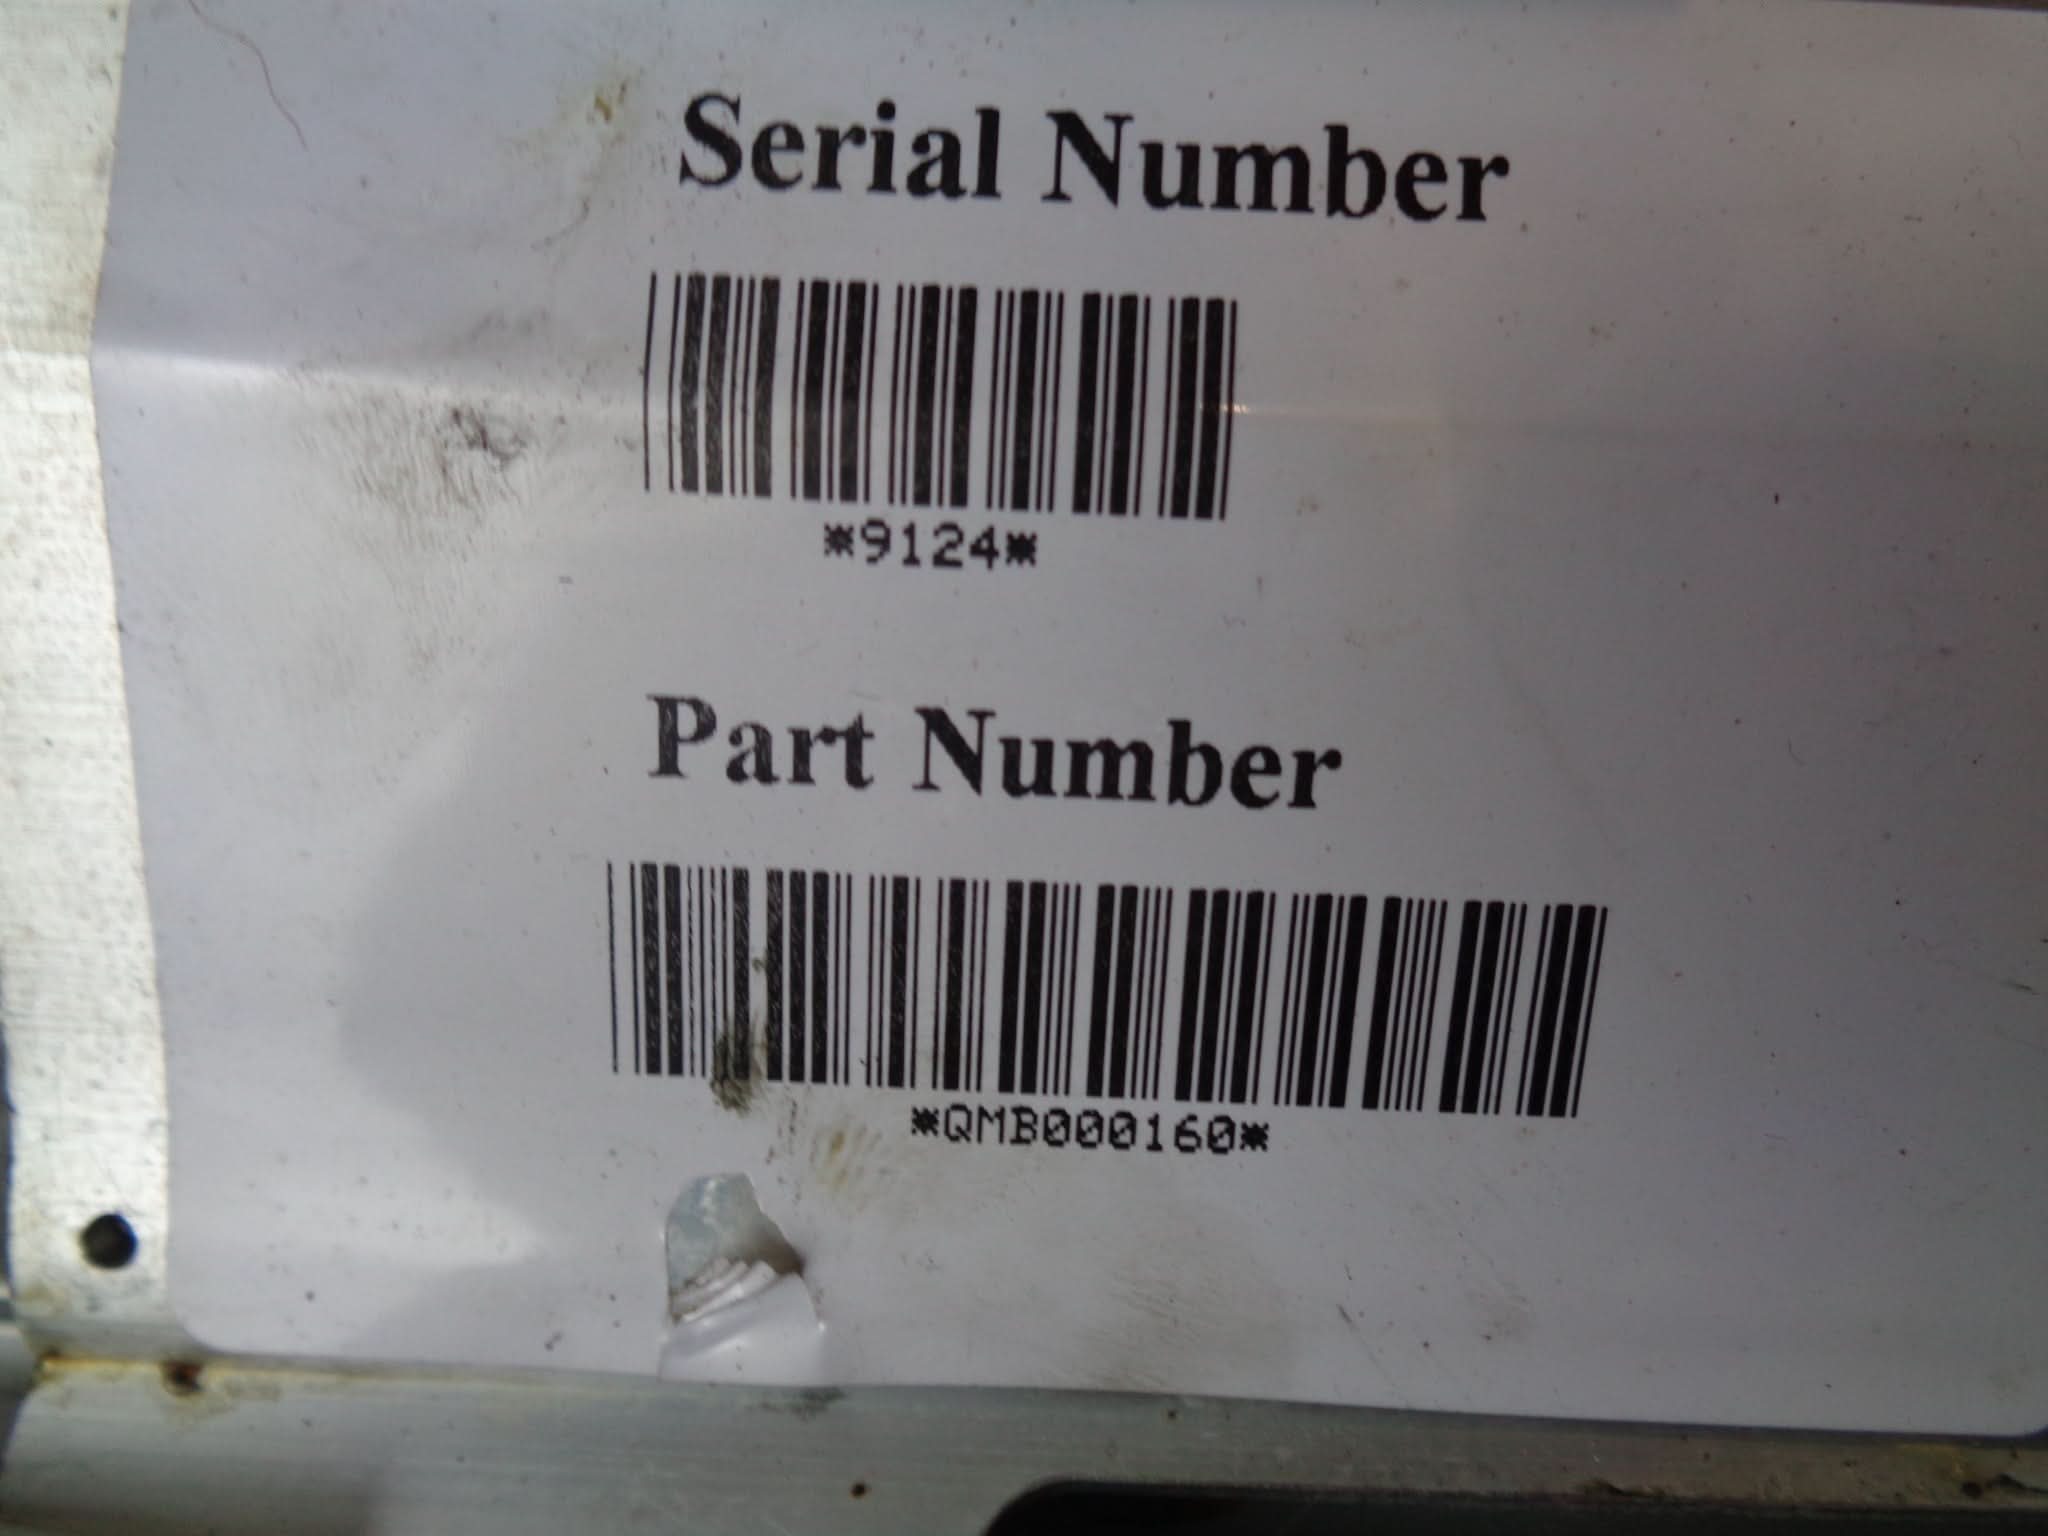 Serial Number
*9124*
Part Number
*QMB000160*